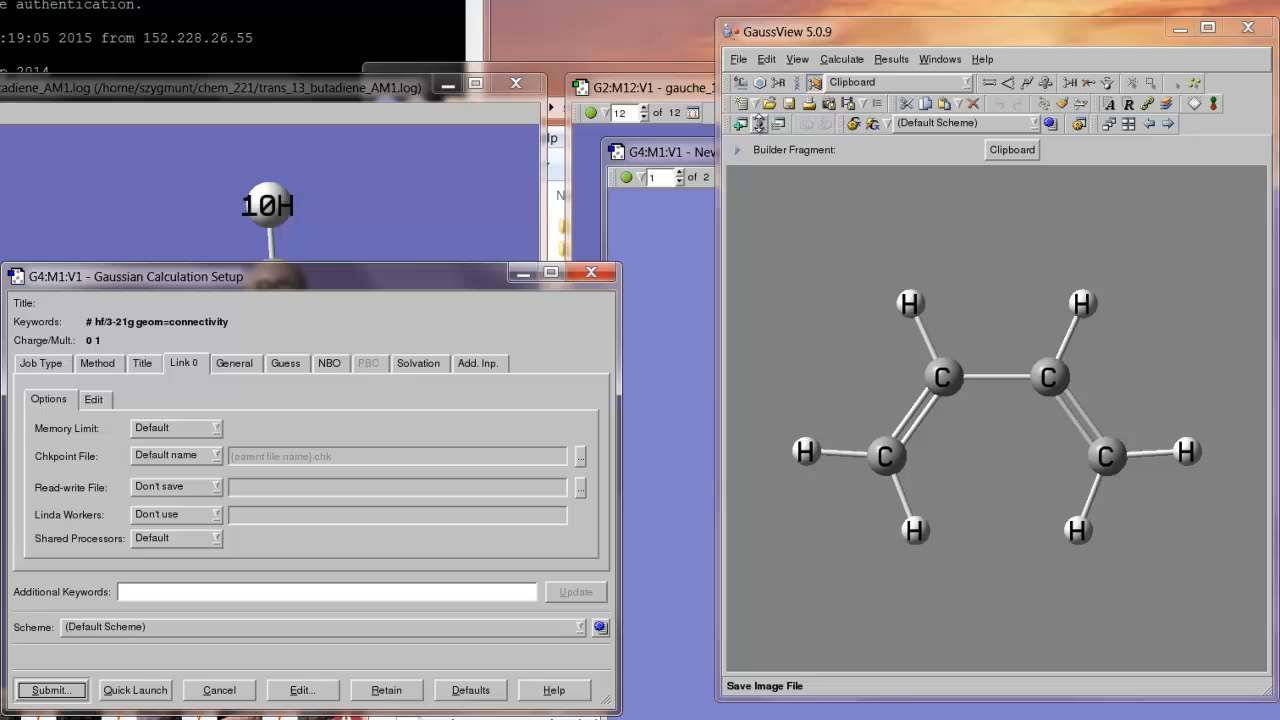 e authentication.
:19:05 2015 from 152.228.26.55
2014
adiene_AM1.log (/home/szygmunt/chem_221/trans_13_butadiene_AM1.log)
G2:M12:V1 - gauche_1
12 of 12
lp
G4:M1:V1 - New
1 of 2
N
10H
GaussView 5.0.9
File Edit View Calculate Results Windows Help
Clipboard
A R
(Default Scheme)
Builder Fragment: Clipboard
H H
C C
H C C H
H H
Save Image File
G4:M1:V1 - Gaussian Calculation Setup
Title:
Keywords: # hf/3-21g geom=connectivity
Charge/Mult.: 0 1
Job Type Method Title Link 0 General Guess NBO PBC Solvation Add. Inp.
Options Edit
Memory Limit: Default
Chkpoint File: Default name (parent file name).chk ...
Read-write File: Don't save ...
Linda Workers: Don't use
Shared Processors: Default
Additional Keywords: Update
Scheme: (Default Scheme)
Submit... Quick Launch Cancel Edit... Retain Defaults Help